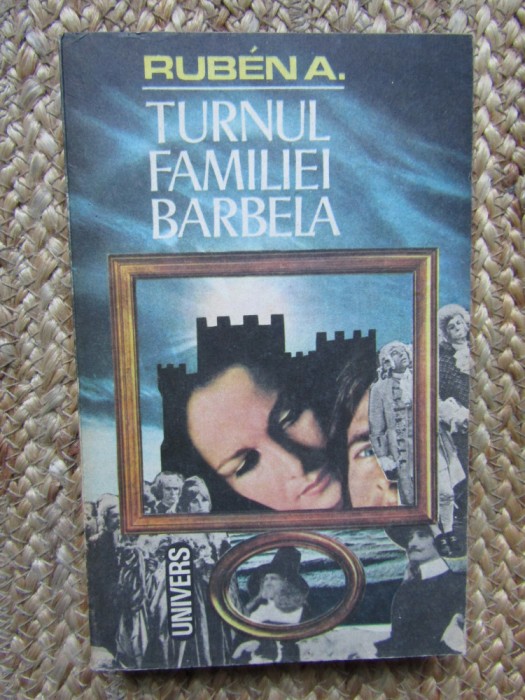 RUBÉN A.
TURNUL
FAMILIEI
BARBELA
UNIVERS